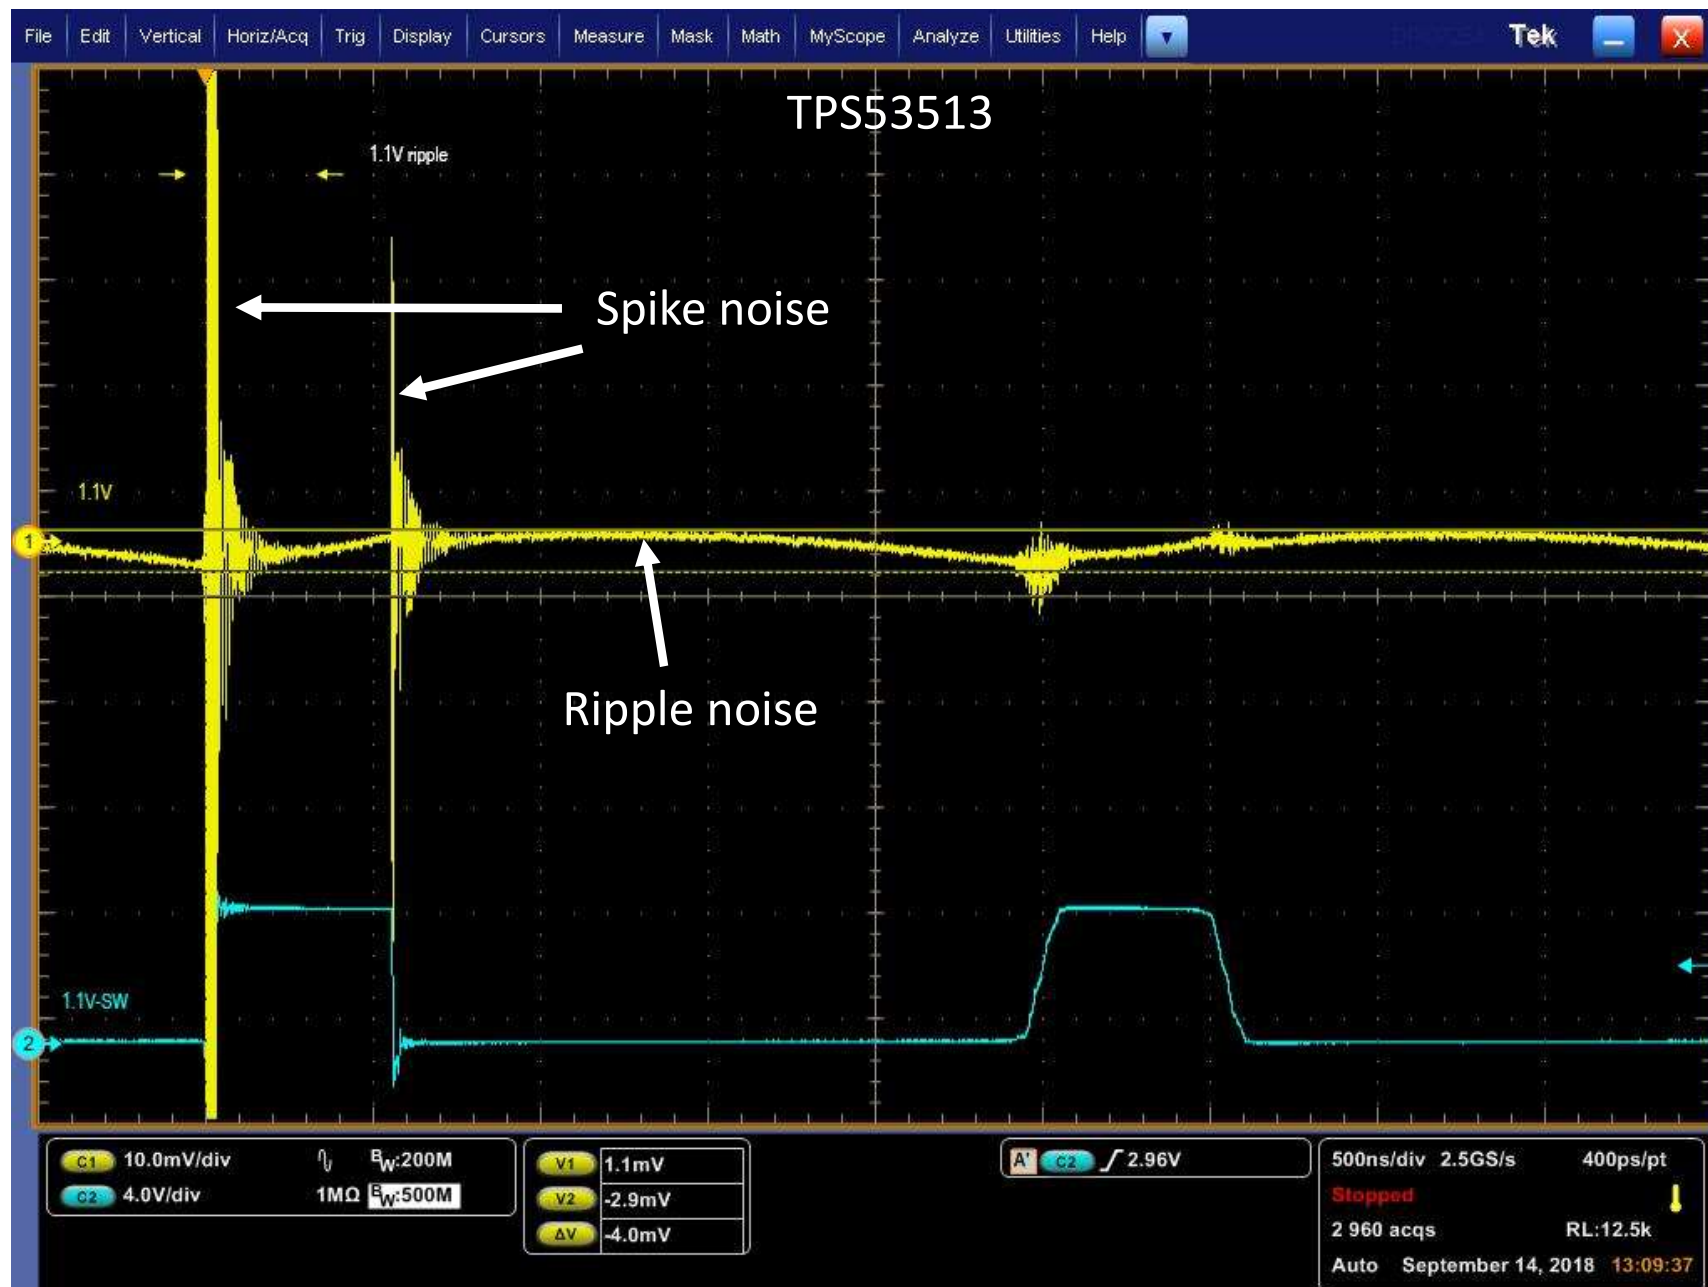 File Edit Vertical Horiz/Acq Trig Display Cursors Measure Mask Math MyScope Analyze Utilities Help Tek X
TPS53513
1.1V ripple
Spike noise
1.1V
1
Ripple noise
1.1V-SW
2
C1 10.0mV/div BW:200M
C2 4.0V/div 1MΩ BW:500M
V1 1.1mV
V2 -2.9mV
ΔV -4.0mV
A' C2 2.96V
500ns/div 2.5GS/s 400ps/pt
Stopped
2 960 acqs RL:12.5k
Auto September 14, 2018 13:09:37